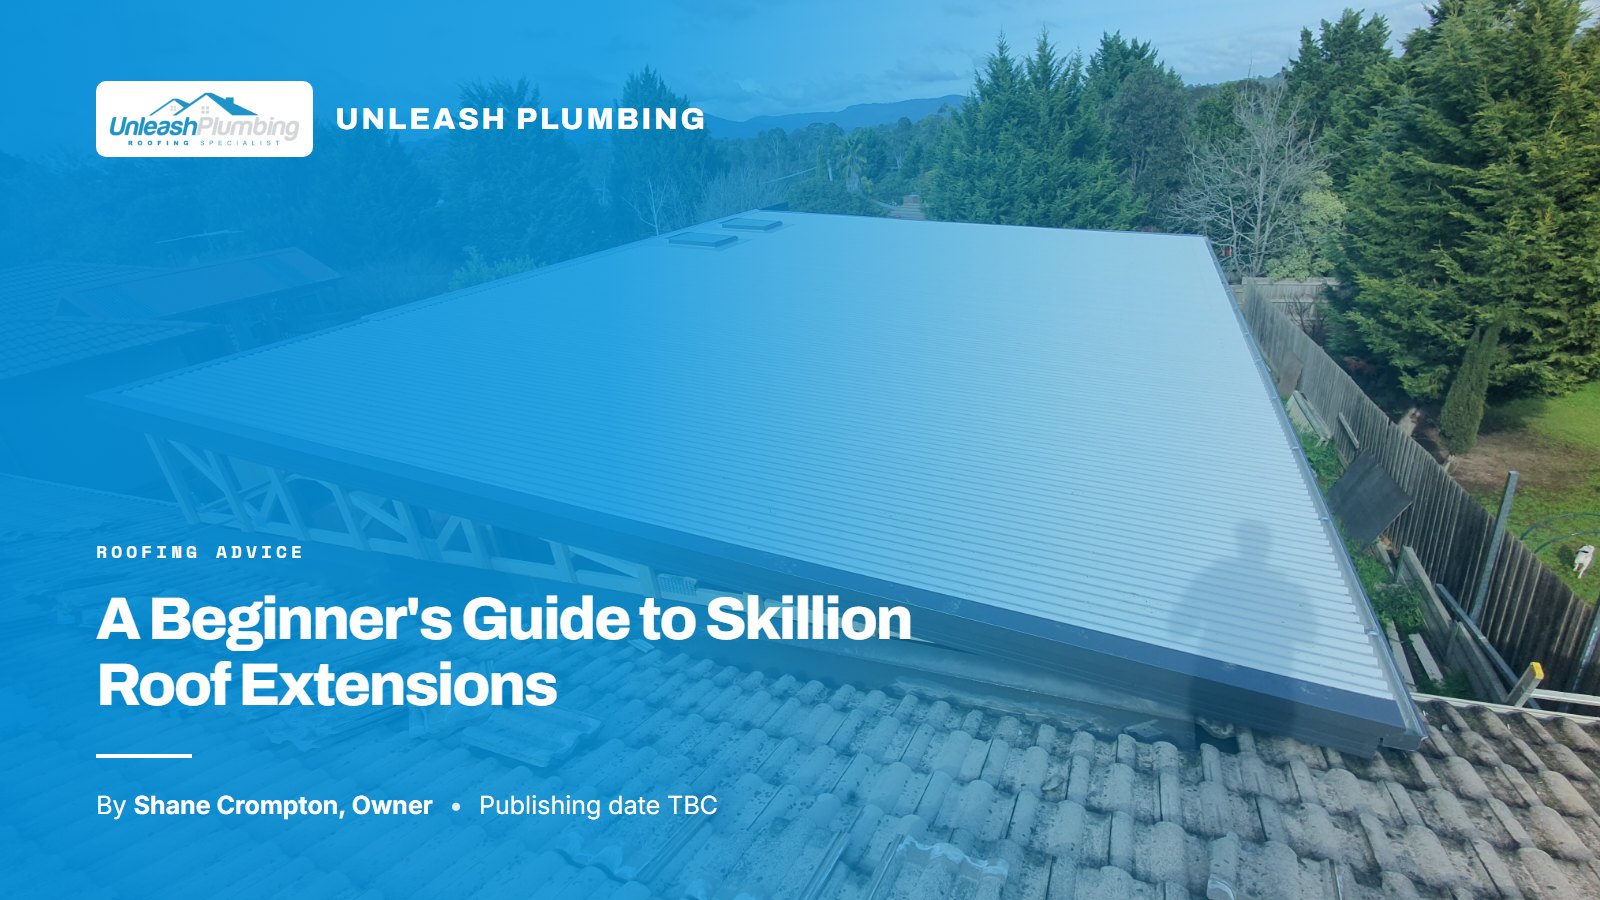 UnleashPlumbing
ROOFING SPECIALIST
UNLEASH PLUMBING
ROOFING ADVICE
A Beginner's Guide to Skillion
Roof Extensions
By Shane Crompton, Owner • Publishing date TBC